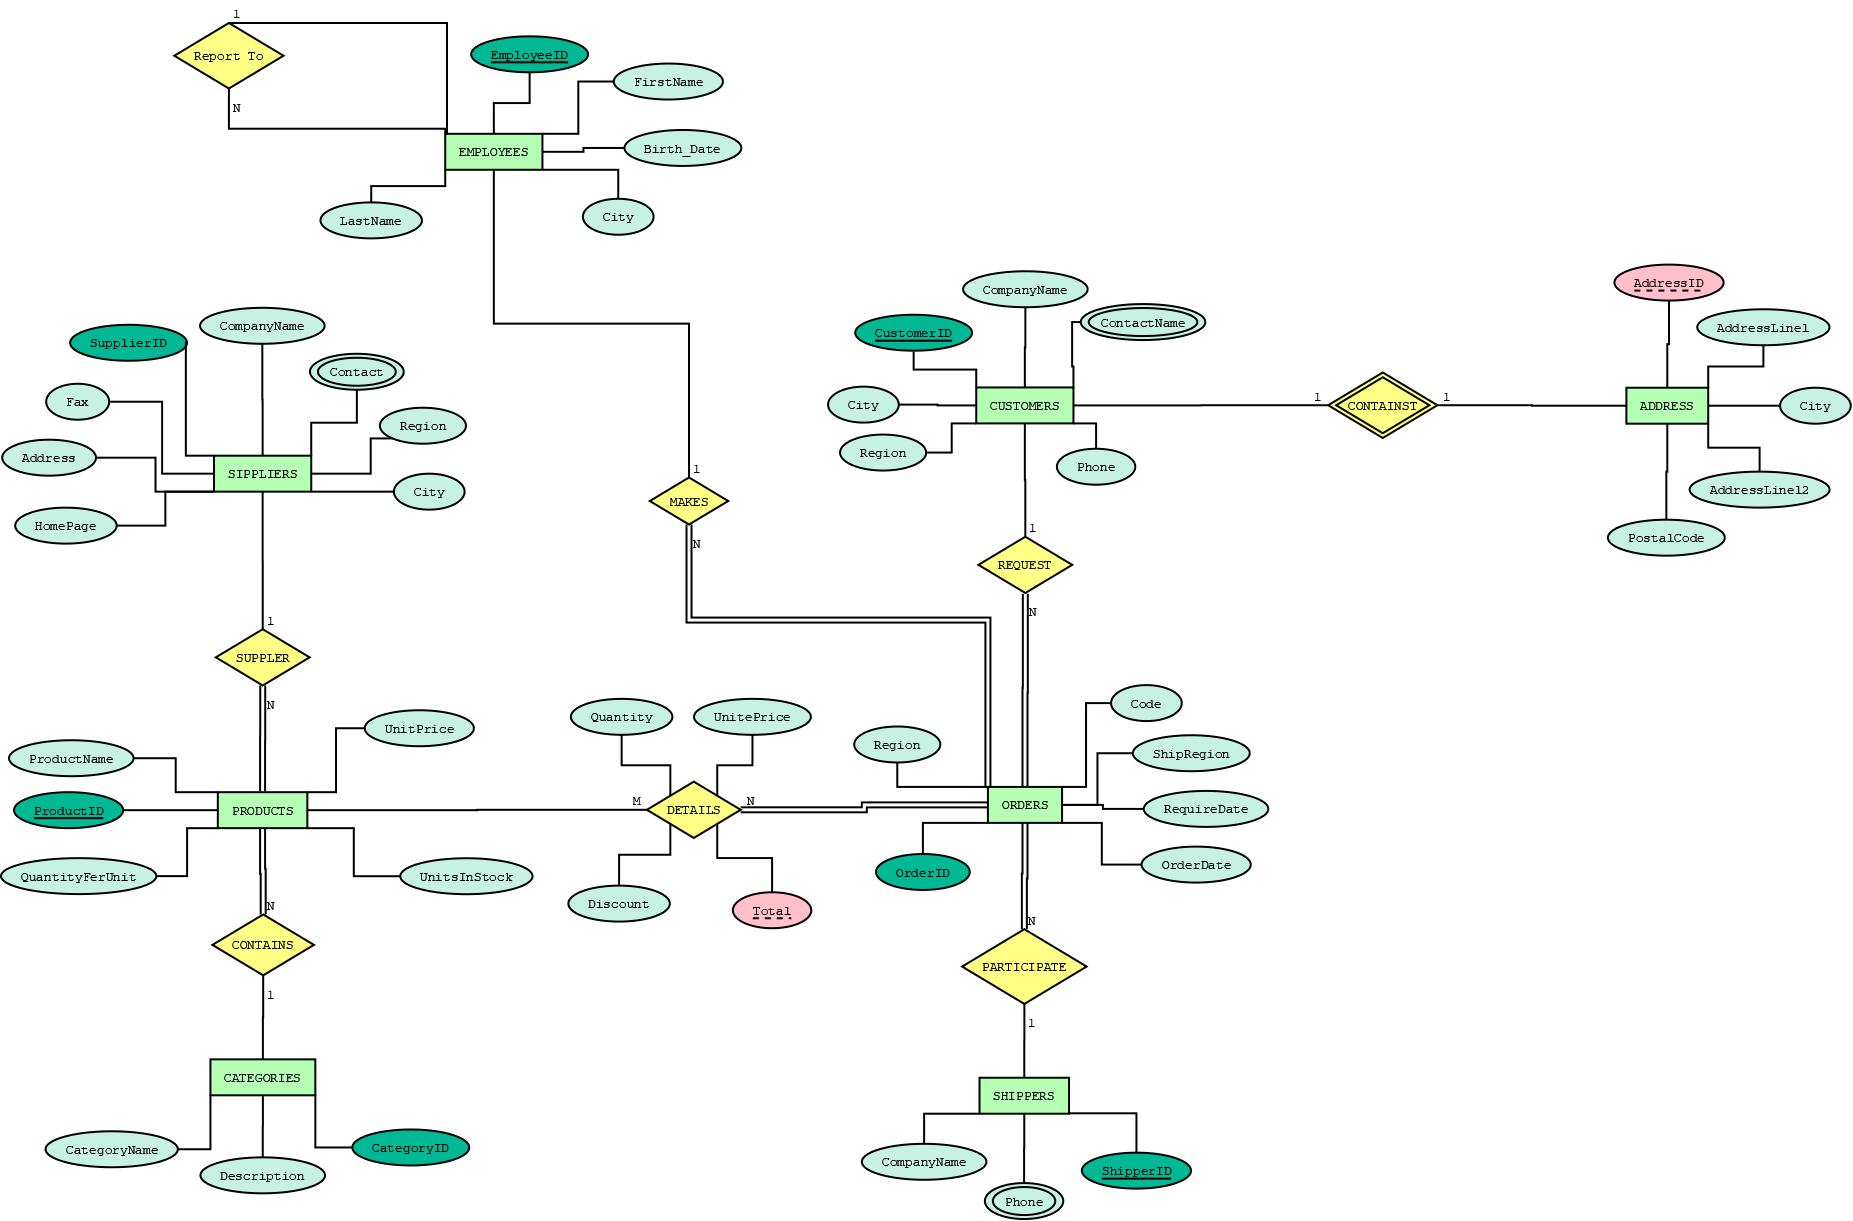 1
Report To
N
EmployeeID
FirstName
EMPLOYEES
Birth_Date
LastName
City
CompanyName
SupplierID
Contact
Fax
Region
Address
SIPPLIERS
City
HomePage
CompanyName
CustomerID
ContactName
City
CUSTOMERS
Region
Phone
1
CONTAINST
1
AddressID
AddressLine1
ADDRESS
City
AddressLine12
PostalCode
1
MAKES
N
1
REQUEST
N
1
SUPPLER
N
UnitPrice
ProductName
ProductID
PRODUCTS
QuantityFerUnit
UnitsInStock
Quantity
UnitePrice
M
DETAILS
N
Discount
Total
Code
Region
ShipRegion
ORDERS
RequireDate
OrderID
OrderDate
N
CONTAINS
1
N
PARTICIPATE
1
CATEGORIES
CategoryName
CategoryID
Description
SHIPPERS
CompanyName
ShipperID
Phone